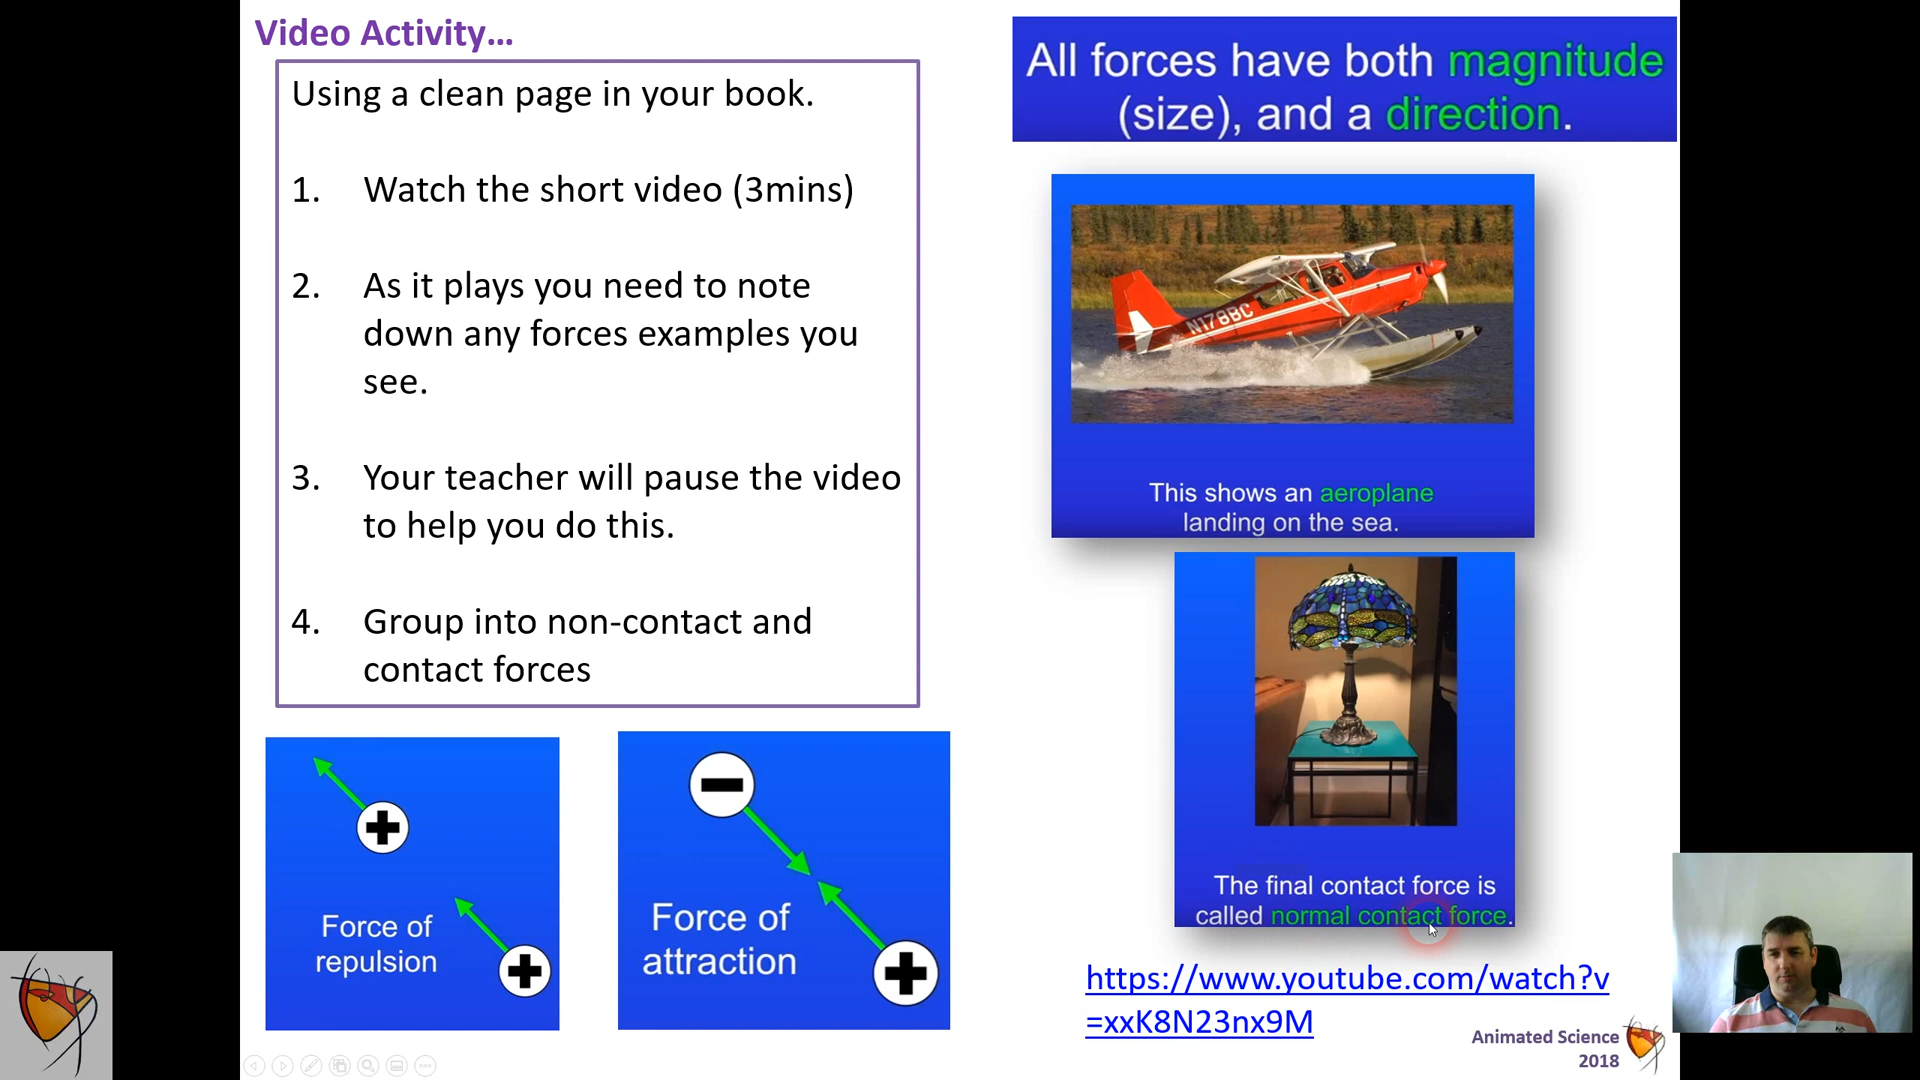 Video Activity...
Using a clean page in your book.
1. Watch the short video (3mins)
2. As it plays you need to note
down any forces examples you
see.
3. Your teacher will pause the video
to help you do this.
4. Group into non-contact and
contact forces
Force of
repulsion
Force of
attraction
All forces have both magnitude
(size), and a direction.
N178BC
This shows an aeroplane
landing on the sea.
The final contact force is
called normal contact force.
https://www.youtube.com/watch?v
=xxK8N23nx9M
Animated Science
2018